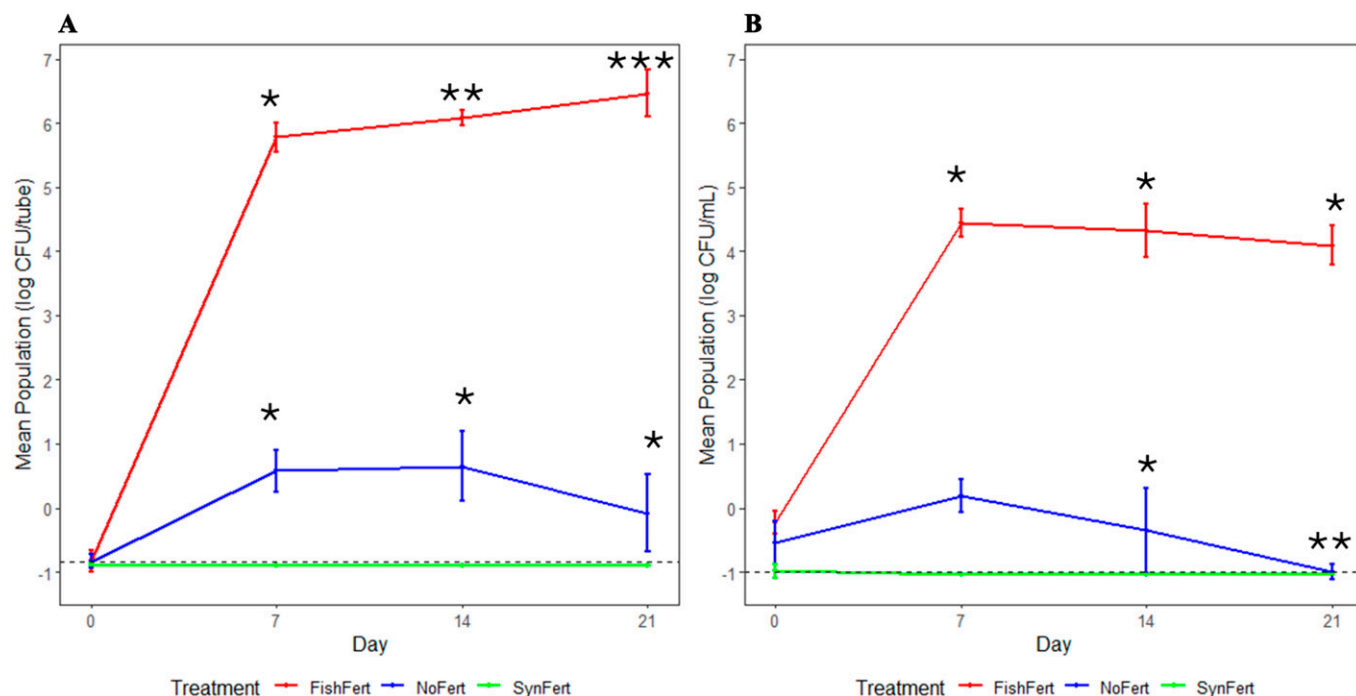 A
Mean Population (log CFU/tube)
7
6
5
4
3
2
1
0
-1
***
**
*
*
*
*
0 7 14 21
Day
Treatment FishFert NoFert SynFert
B
Mean Population (log CFU/mL)
7
6
5
4
3
2
1
0
-1
*
*
*
*
**
0 7 14 21
Day
Treatment FishFert NoFert SynFert